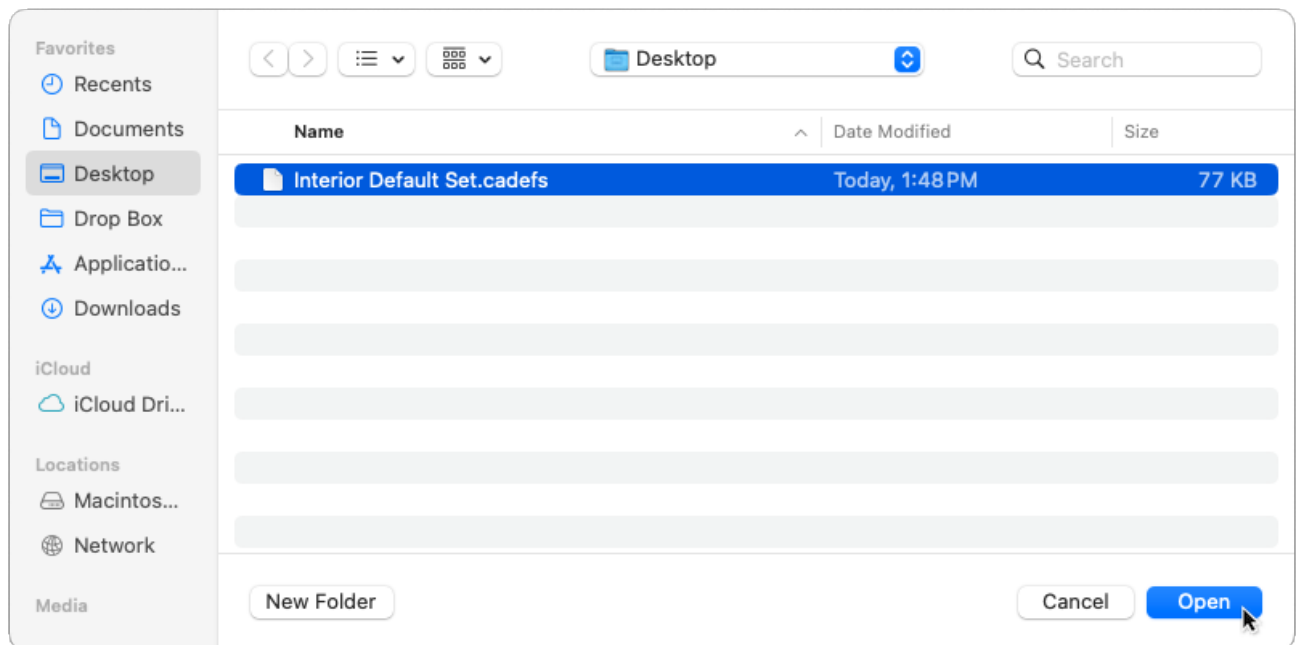 Favorites
Recents
Documents
Desktop
Drop Box
Applicatio...
Downloads
iCloud
iCloud Dri...
Locations
Macintos...
Network
Media
Desktop
Search
Name Date Modified Size
Interior Default Set.cadefs Today, 1:48 PM 77 KB
New Folder Cancel Open